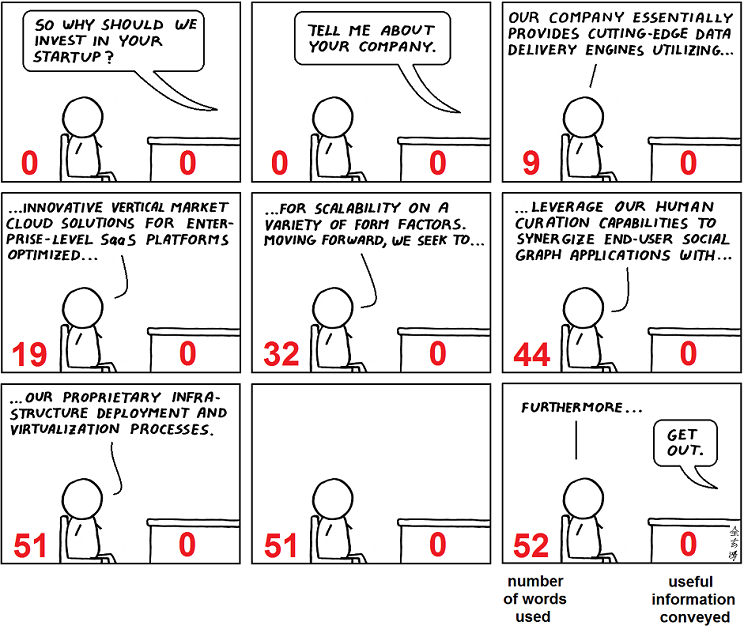 SO WHY SHOULD WE
INVEST IN YOUR
STARTUP?
0
0
TELL ME ABOUT
YOUR COMPANY.
0
0
OUR COMPANY ESSENTIALLY
PROVIDES CUTTING-EDGE DATA
DELIVERY ENGINES UTILIZING...
9
0
...INNOVATIVE VERTICAL MARKET
CLOUD SOLUTIONS FOR ENTER-
PRISE-LEVEL SaaS PLATFORMS
OPTIMIZED...
19
0
...FOR SCALABILITY ON A
VARIETY OF FORM FACTORS.
MOVING FORWARD, WE SEEK TO...
32
0
...LEVERAGE OUR HUMAN
CURATION CAPABILITIES TO
SYNERGIZE END-USER SOCIAL
GRAPH APPLICATIONS WITH...
44
0
...OUR PROPRIETARY INFRA-
STRUCTURE DEPLOYMENT AND
VIRTUALIZATION PROCESSES.
51
0
51
0
FURTHERMORE...
GET
OUT.
52
0
number
of words
used
useful
information
conveyed